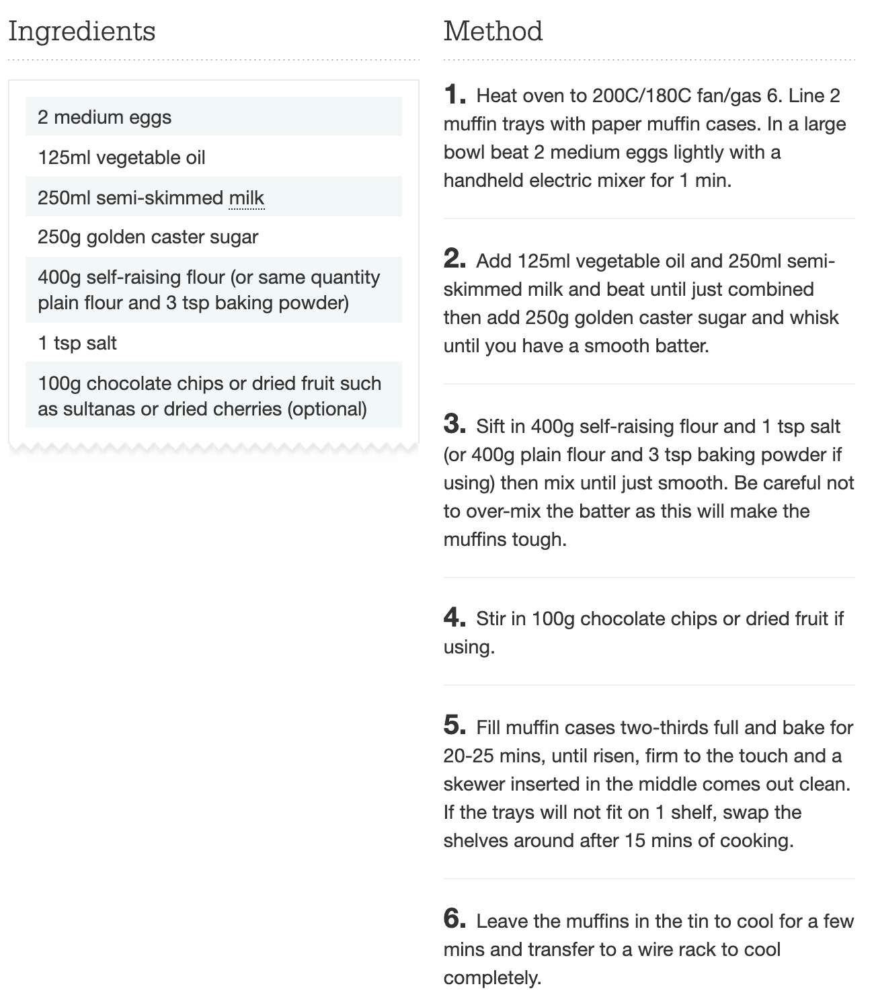 Ingredients
2 medium eggs
125ml vegetable oil
250ml semi-skimmed milk
250g golden caster sugar
400g self-raising flour (or same quantity
plain flour and 3 tsp baking powder)
1 tsp salt
100g chocolate chips or dried fruit such
as sultanas or dried cherries (optional)
Method
1. Heat oven to 200C/180C fan/gas 6. Line 2
muffin trays with paper muffin cases. In a large
bowl beat 2 medium eggs lightly with a
handheld electric mixer for 1 min.
2. Add 125ml vegetable oil and 250ml semi-
skimmed milk and beat until just combined
then add 250g golden caster sugar and whisk
until you have a smooth batter.
3. Sift in 400g self-raising flour and 1 tsp salt
(or 400g plain flour and 3 tsp baking powder if
using) then mix until just smooth. Be careful not
to over-mix the batter as this will make the
muffins tough.
4. Stir in 100g chocolate chips or dried fruit if
using.
5. Fill muffin cases two-thirds full and bake for
20-25 mins, until risen, firm to the touch and a
skewer inserted in the middle comes out clean.
If the trays will not fit on 1 shelf, swap the
shelves around after 15 mins of cooking.
6. Leave the muffins in the tin to cool for a few
mins and transfer to a wire rack to cool
completely.